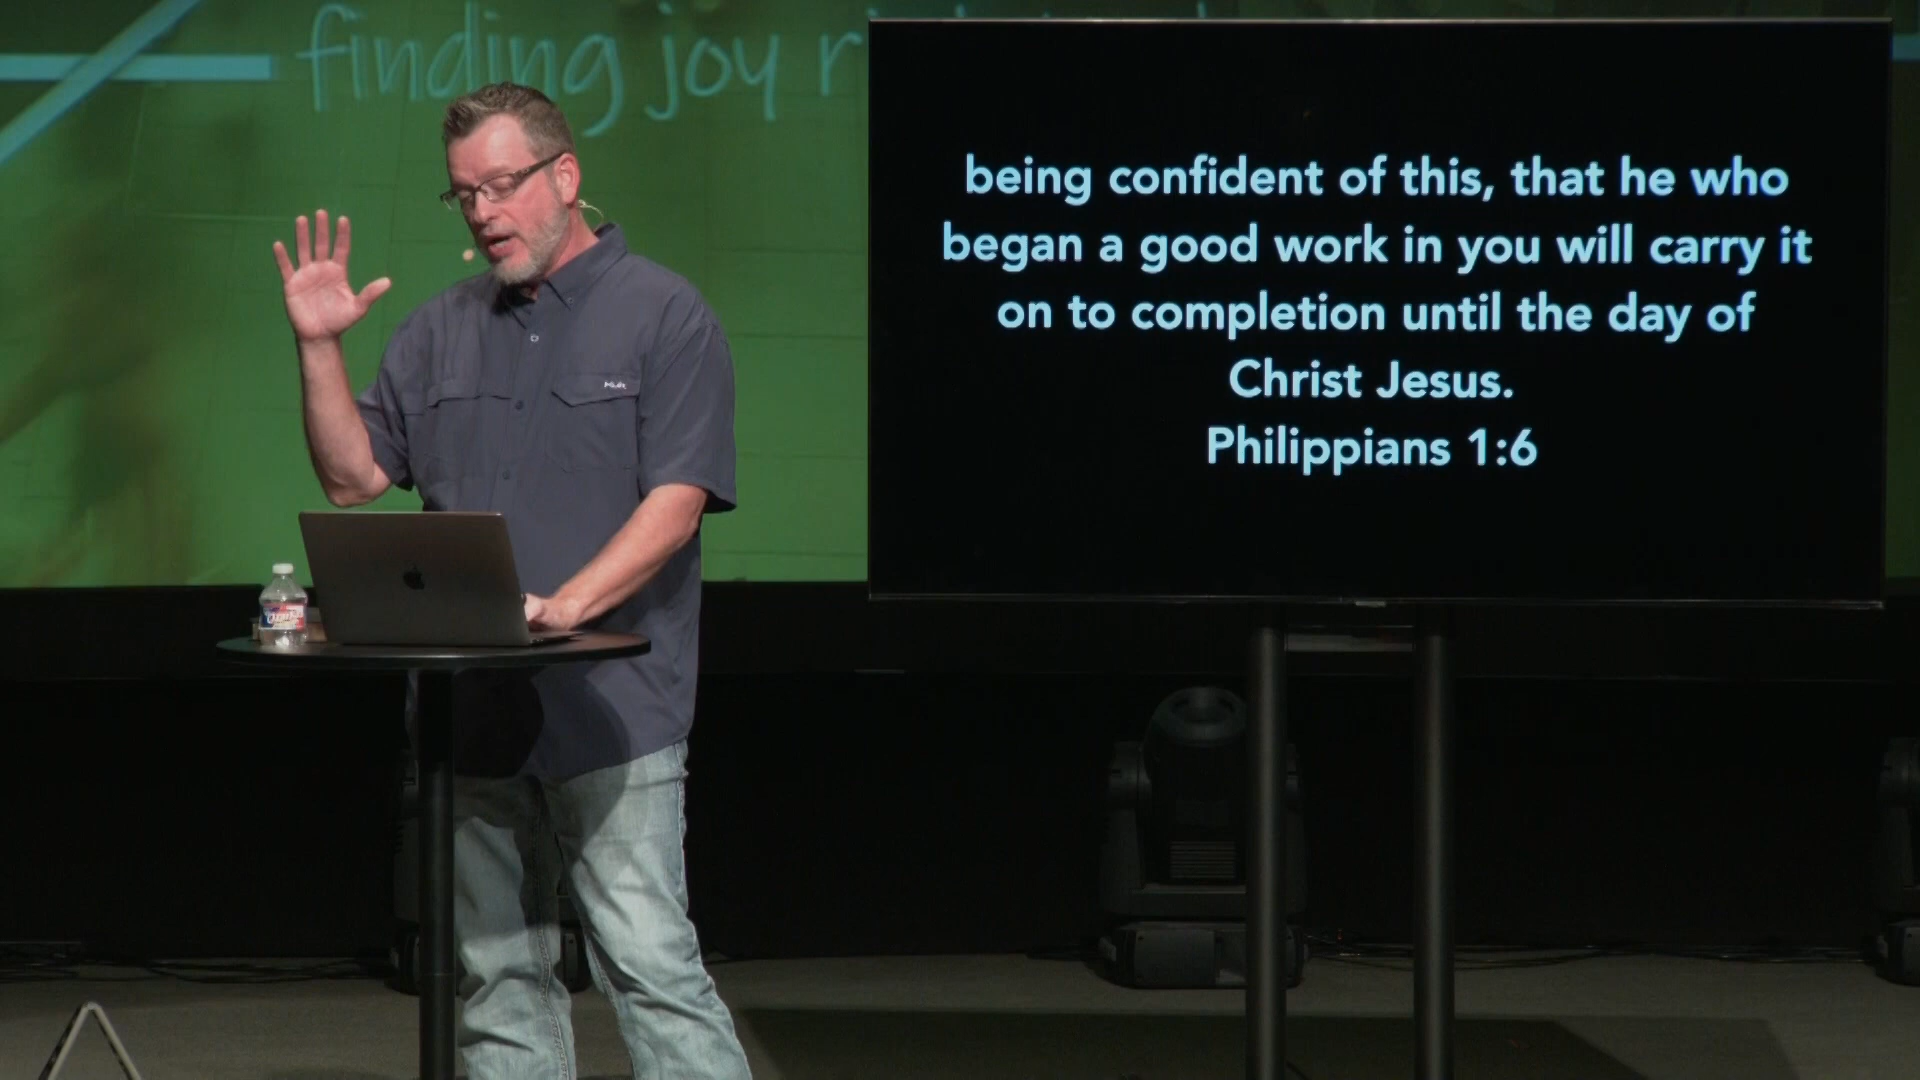 finding joy
being confident of this, that he who
began a good work in you will carry it
on to completion until the day of
Christ Jesus.
Philippians 1:6